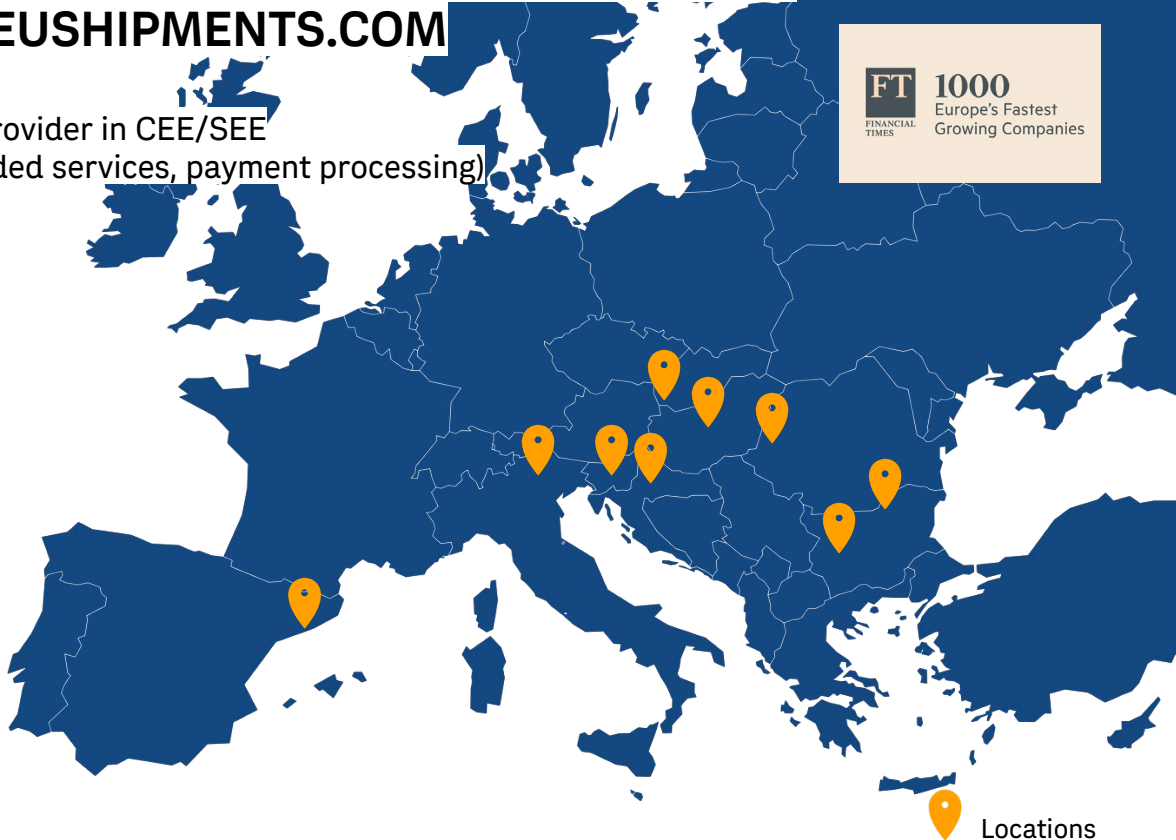 EUSHIPMENTS.COM
rovider in CEE/SEE
ded services, payment processing)
FT
FINANCIAL
TIMES
1000
Europe's Fastest
Growing Companies
Locations